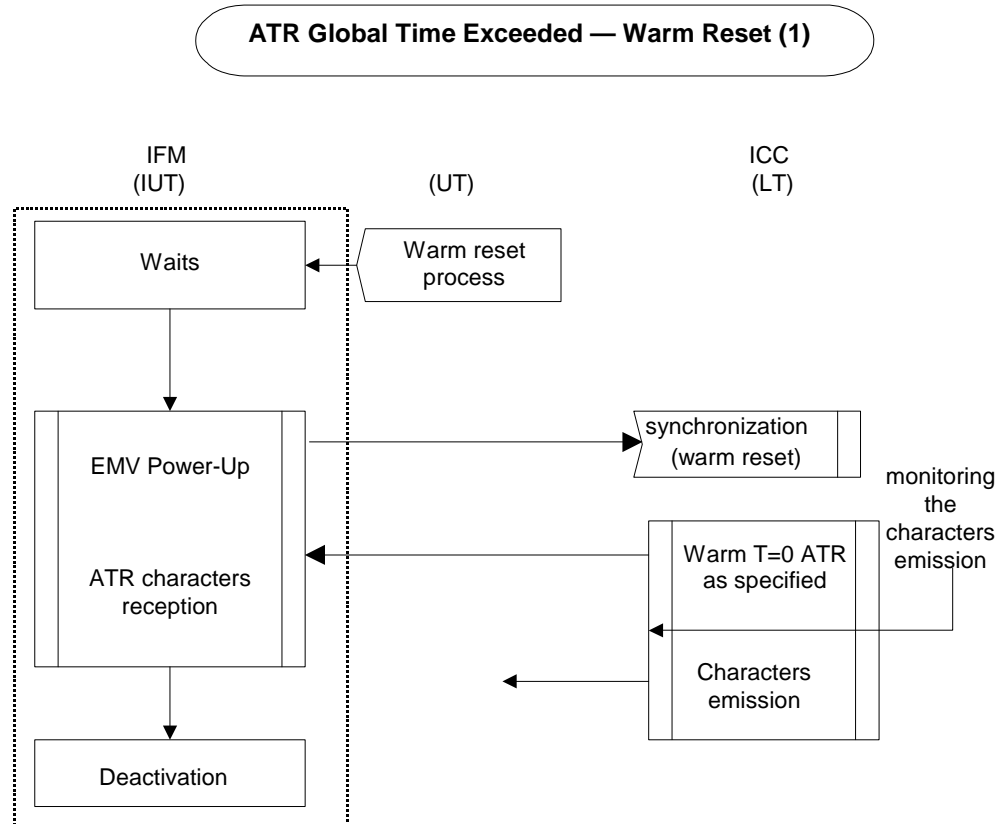 ATR Global Time Exceeded — Warm Reset (1)
IFM
(IUT)
(UT)
ICC
(LT)
Waits
Warm reset
process
EMV Power-Up
synchronization
(warm reset)
monitoring
the
characters
emission
ATR characters
reception
Warm T=0 ATR
as specified
Characters
emission
Deactivation